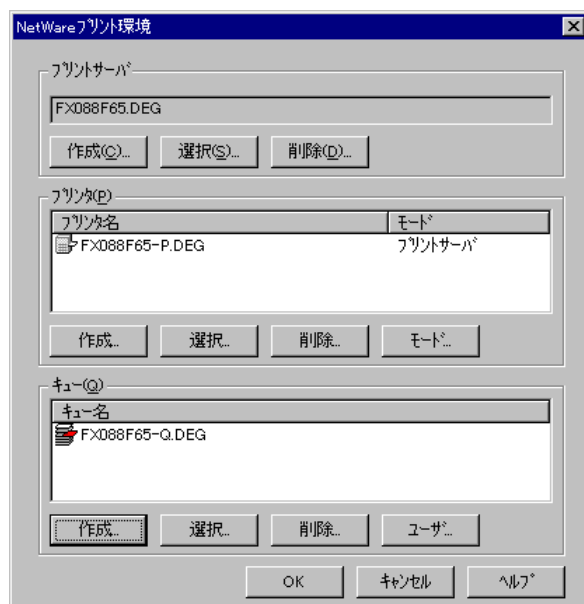 NetWareﾌﾟﾘﾝﾄ環境
ﾌﾟﾘﾝﾄｻｰﾊﾞ
FX088F65.DEG
作成(C)... 選択(S)... 削除(D)...
ﾌﾟﾘﾝﾀ(P)
ﾌﾟﾘﾝﾀ名 ﾓｰﾄﾞ
FX088F65-P.DEG ﾌﾟﾘﾝﾄｻｰﾊﾞ
作成... 選択... 削除... ﾓｰﾄﾞ...
ｷｭｰ(Q)
ｷｭｰ名
FX088F65-Q.DEG
作成... 選択... 削除... ﾕｰｻﾞ...
OK ｷｬﾝｾﾙ ﾍﾙﾌﾟ